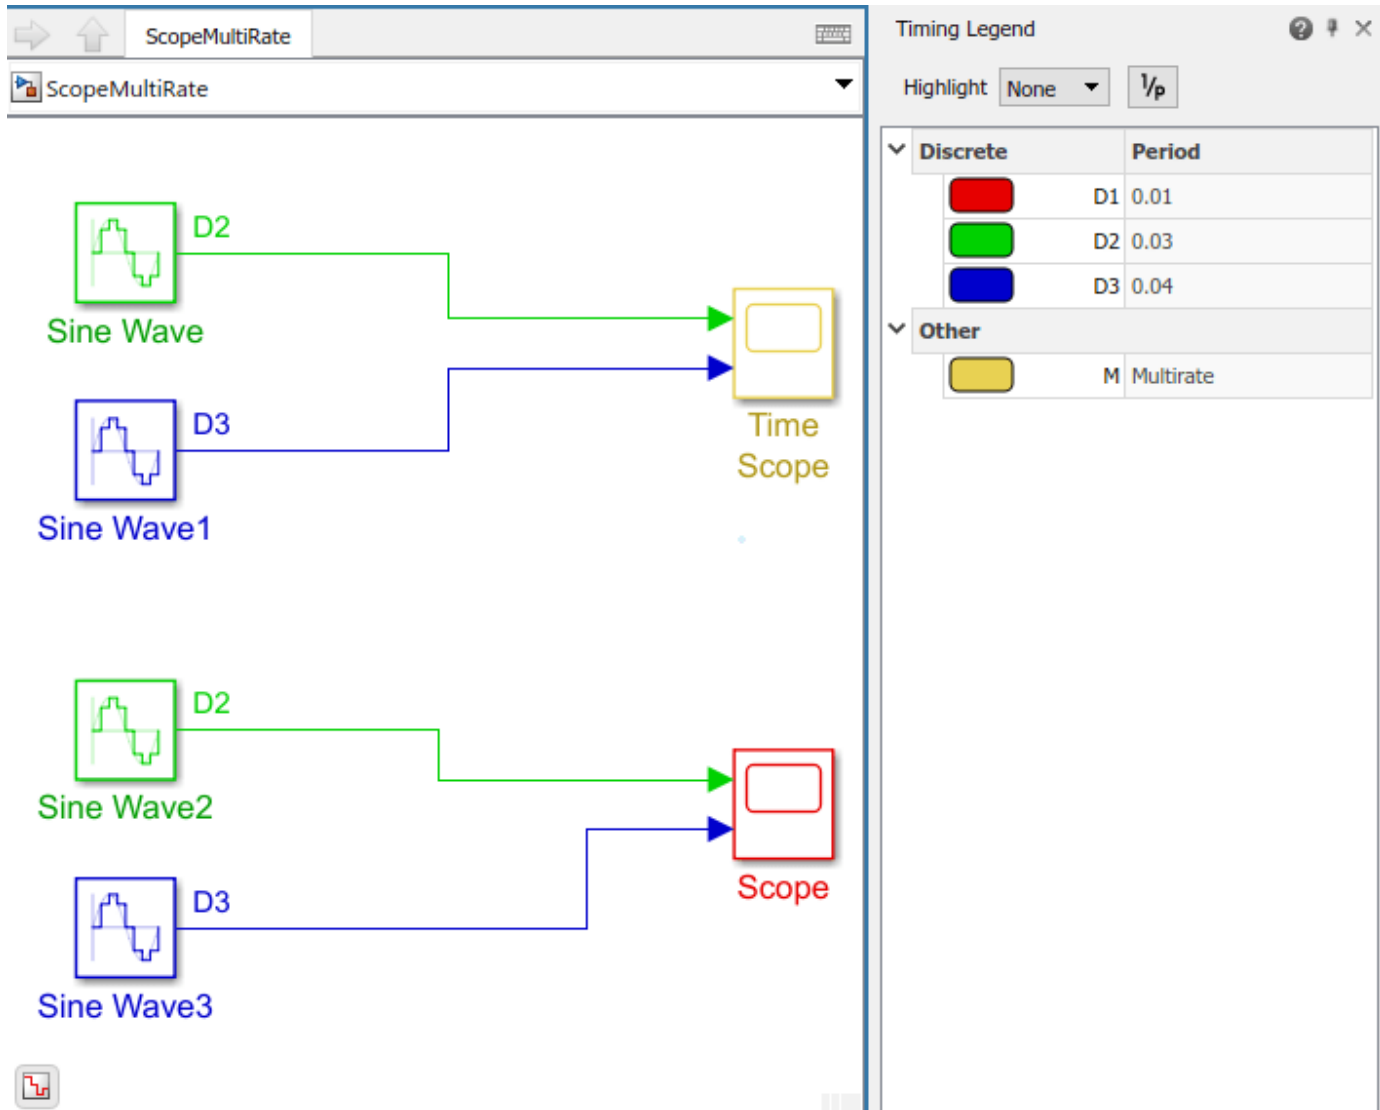 ScopeMultiRate
ScopeMultiRate
D2
Sine Wave
D3
Sine Wave1
Time
Scope
D2
Sine Wave2
D3
Sine Wave3
Scope
Timing Legend
Highlight None 1/P
Discrete Period
D1 0.01
D2 0.03
D3 0.04
Other
M Multirate